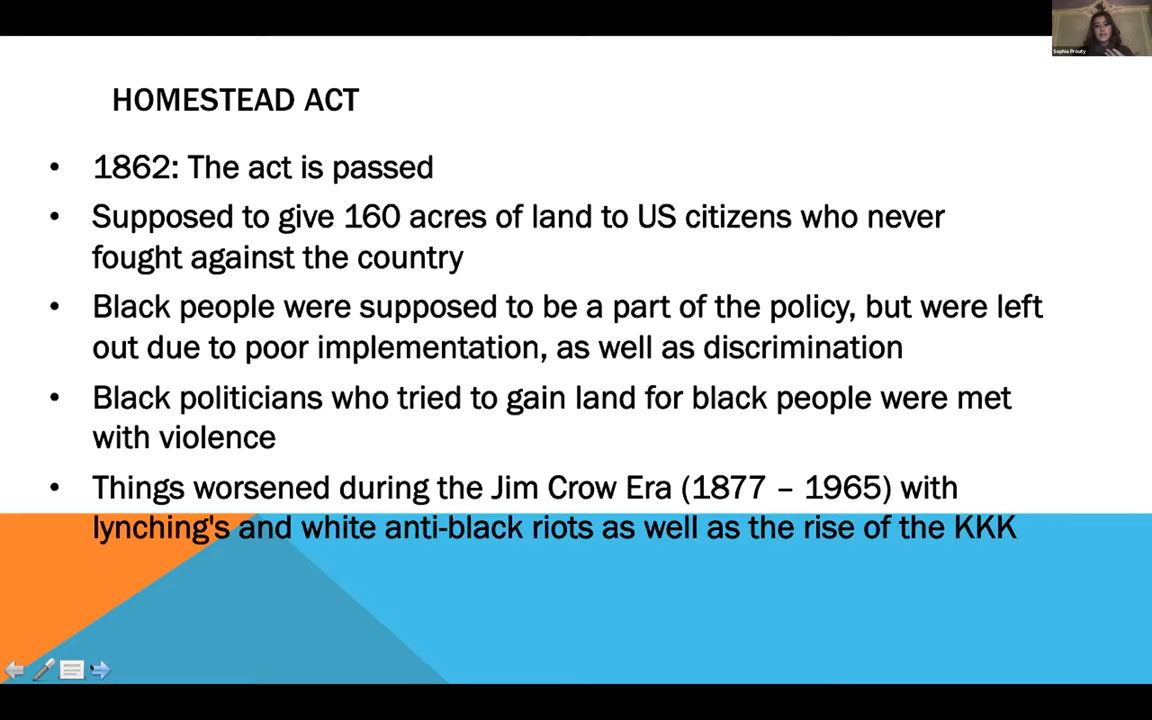 Sophia Prouty
HOMESTEAD ACT
• 1862: The act is passed
• Supposed to give 160 acres of land to US citizens who never
fought against the country
• Black people were supposed to be a part of the policy, but were left
out due to poor implementation, as well as discrimination
• Black politicians who tried to gain land for black people were met
with violence
• Things worsened during the Jim Crow Era (1877 – 1965) with
lynching's and white anti-black riots as well as the rise of the KKK